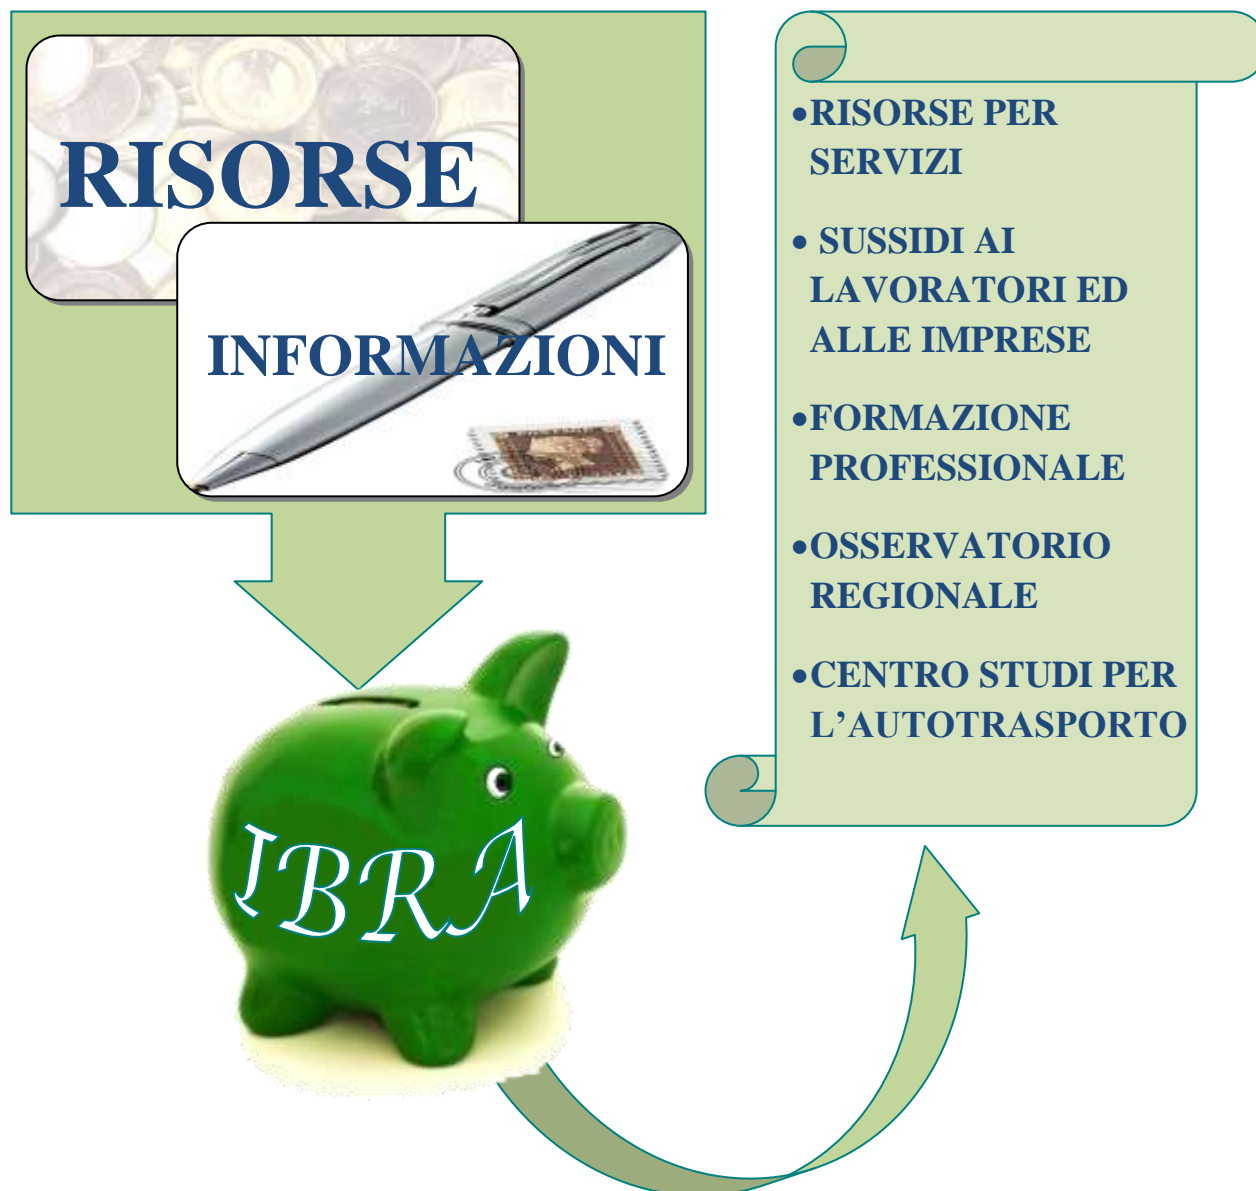 RISORSE
INFORMAZIONI
IBRA
•RISORSE PER
SERVIZI
• SUSSIDI AI
LAVORATORI ED
ALLE IMPRESE
•FORMAZIONE
PROFESSIONALE
•OSSERVATORIO
REGIONALE
•CENTRO STUDI PER
L’AUTOTRASPORTO